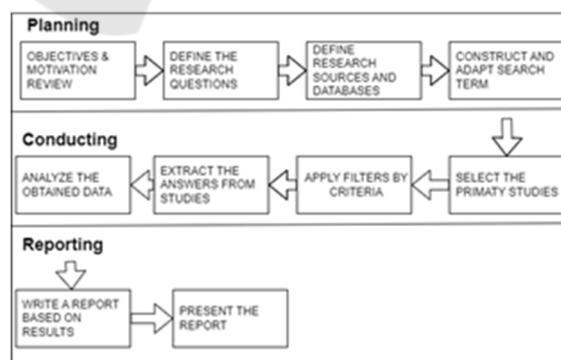 Planning
OBJECTIVES &
MOTIVATION
REVIEW
DEFINE THE
RESEARCH
QUESTIONS
DEFINE
RESEARCH
SOURCES AND
DATABASES
CONSTRUCT AND
ADAPT SEARCH
TERM
Conducting
ANALYZE THE
OBTAINED DATA
EXTRACT THE
ANSWERS FROM
STUDIES
APPLY FILTERS BY
CRITERIA
SELECT THE
PRIMATY STUDIES
Reporting
WRITE A REPORT
BASED ON
RESULTS
PRESENT THE
REPORT